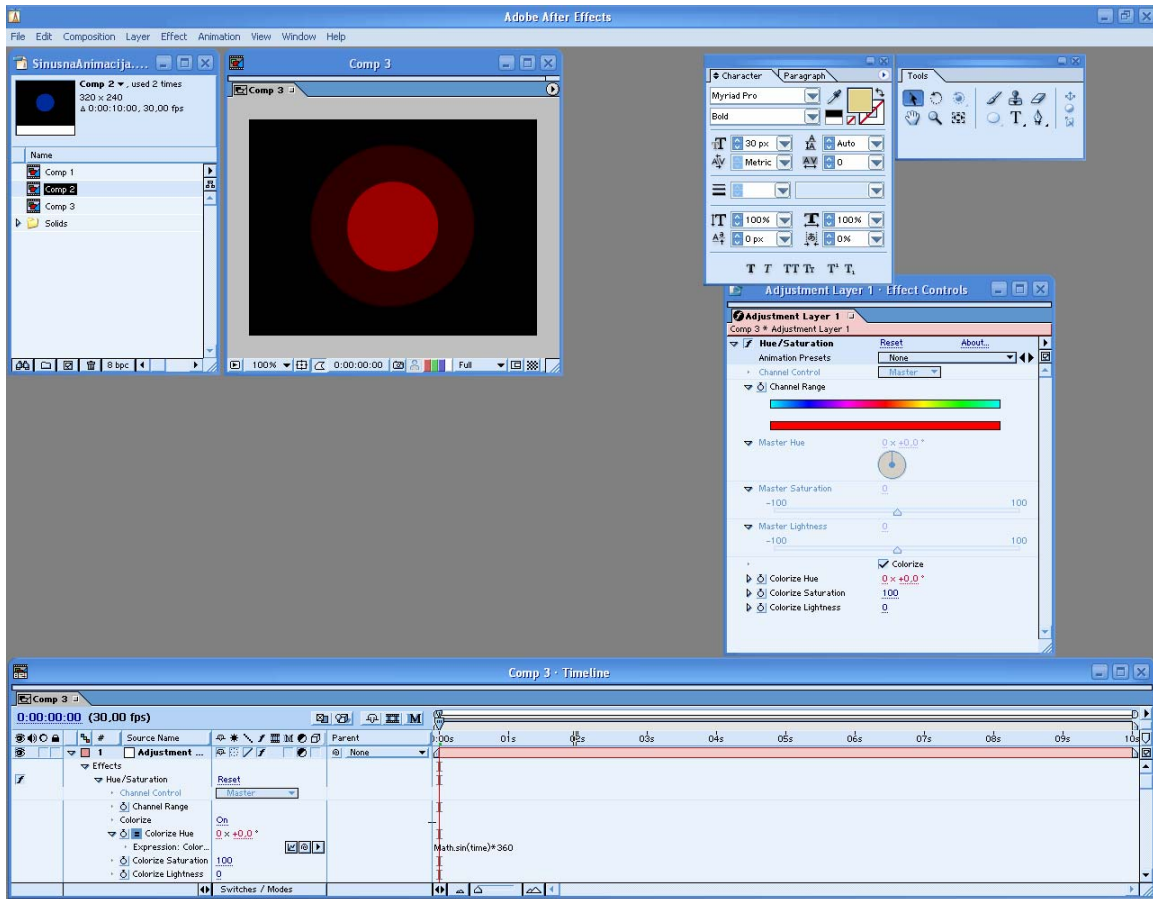 Adobe After Effects
File Edit Composition Layer Effect Animation View Window Help
SinusnaAnimacija....
Comp 2 , used 2 times
320 x 240
Δ 0:00:10:00, 30,00 fps)
Name
Comp 1
Comp 2
Comp 3
Solids
8 bpc
Comp 3
Comp 3
100% 0:00:00:00 Full
Character Paragraph
Myriad Pro
Bold
30 px Auto
Metric 0
100% 100%
0 px 0%
T T TT Tr T¹ T₁
Tools
Adjustment Layer 1 · Effect Controls
Adjustment Layer 1
Comp 3 * Adjustment Layer 1
Hue/Saturation Reset About...
Animation Presets None
Channel Control Master
Channel Range
Master Hue 0 x +0,0 °
Master Saturation 0
-100 100
Master Lightness 0
-100 100
Colorize
Colorize Hue 0 x +0,0 °
Colorize Saturation 100
Colorize Lightness 0
Comp 3 · Timeline
Comp 3
0:00:00:00 (30,00 fps)
# Source Name Parent 0:00s 01s 02s 03s 04s 05s 06s 07s 08s 09s 10s
1 Adjustment ... None
Effects
Hue/Saturation Reset
Channel Control Master
Channel Range
Colorize On
Colorize Hue 0 x +0,0 °
Expression: Color... Math.sin(time)*360
Colorize Saturation 100
Colorize Lightness 0
Switches / Modes